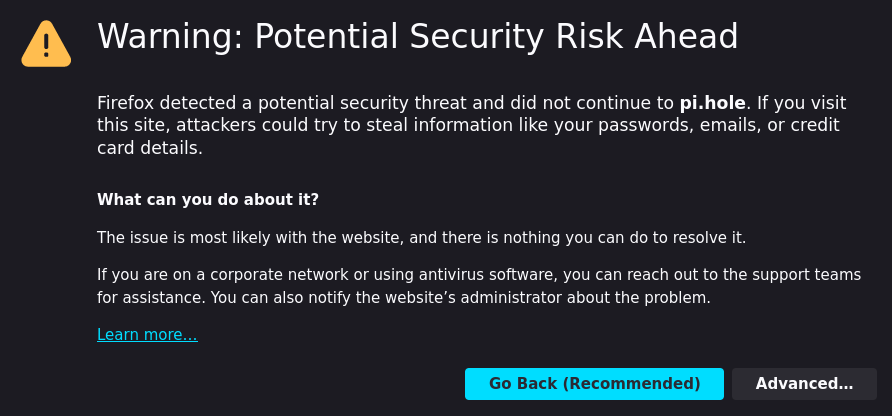 Warning: Potential Security Risk Ahead
Firefox detected a potential security threat and did not continue to pi.hole. If you visit
this site, attackers could try to steal information like your passwords, emails, or credit
card details.
What can you do about it?
The issue is most likely with the website, and there is nothing you can do to resolve it.
If you are on a corporate network or using antivirus software, you can reach out to the support teams
for assistance. You can also notify the website’s administrator about the problem.
Learn more…
Go Back (Recommended) Advanced…